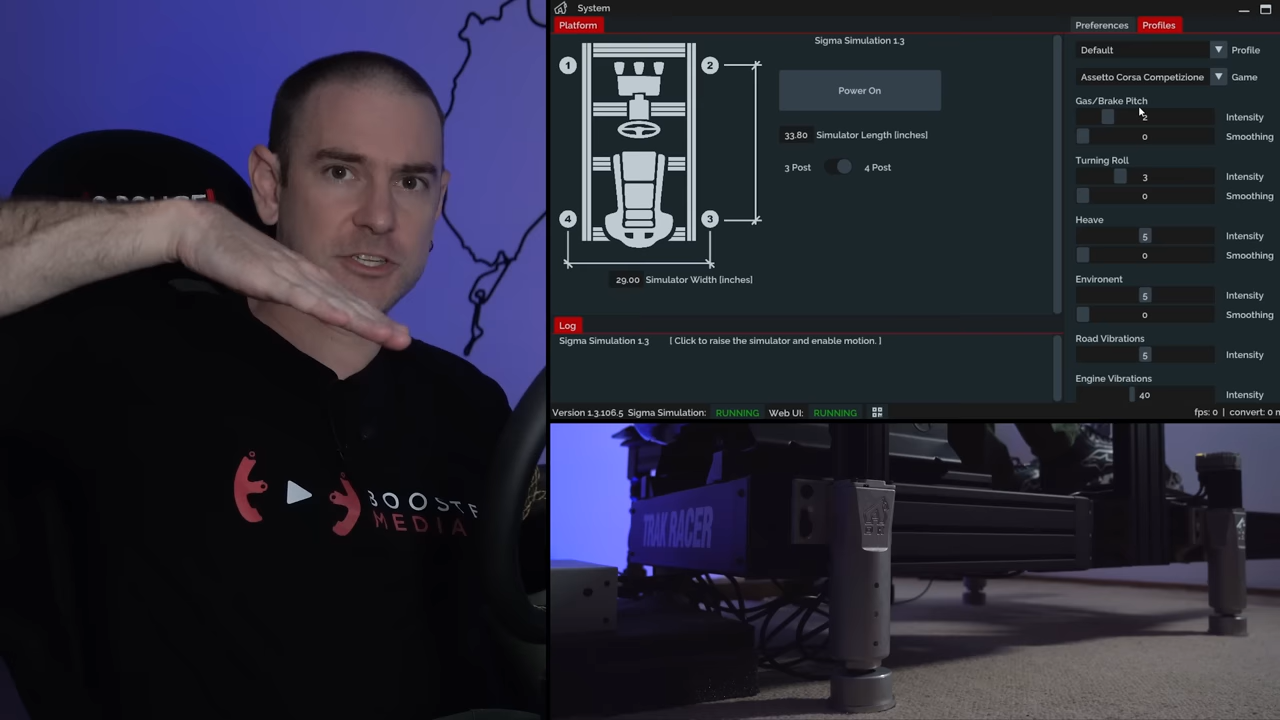 System
Platform
Preferences
Profiles
Sigma Simulation 1.3
Default
Profile
Assetto Corsa Competizione
Game
Power On
Gas/Brake Pitch
2
Intensity
0
Smoothing
33.80 Simulator Length [inches]
3 Post
4 Post
Turning Roll
3
Intensity
0
Smoothing
Heave
5
Intensity
0
Smoothing
1
2
4
3
29.00 Simulator Width [inches]
Environent
5
Intensity
0
Smoothing
Log
Sigma Simulation 1.3 [ Click to raise the simulator and enable motion. ]
Road Vibrations
5
Intensity
Engine Vibrations
40
Intensity
Version 1.3.106.5 Sigma Simulation: RUNNING Web UI: RUNNING
fps: 0 | convert: 0 m
BOOSTE
MEDIA
TRAK RACER